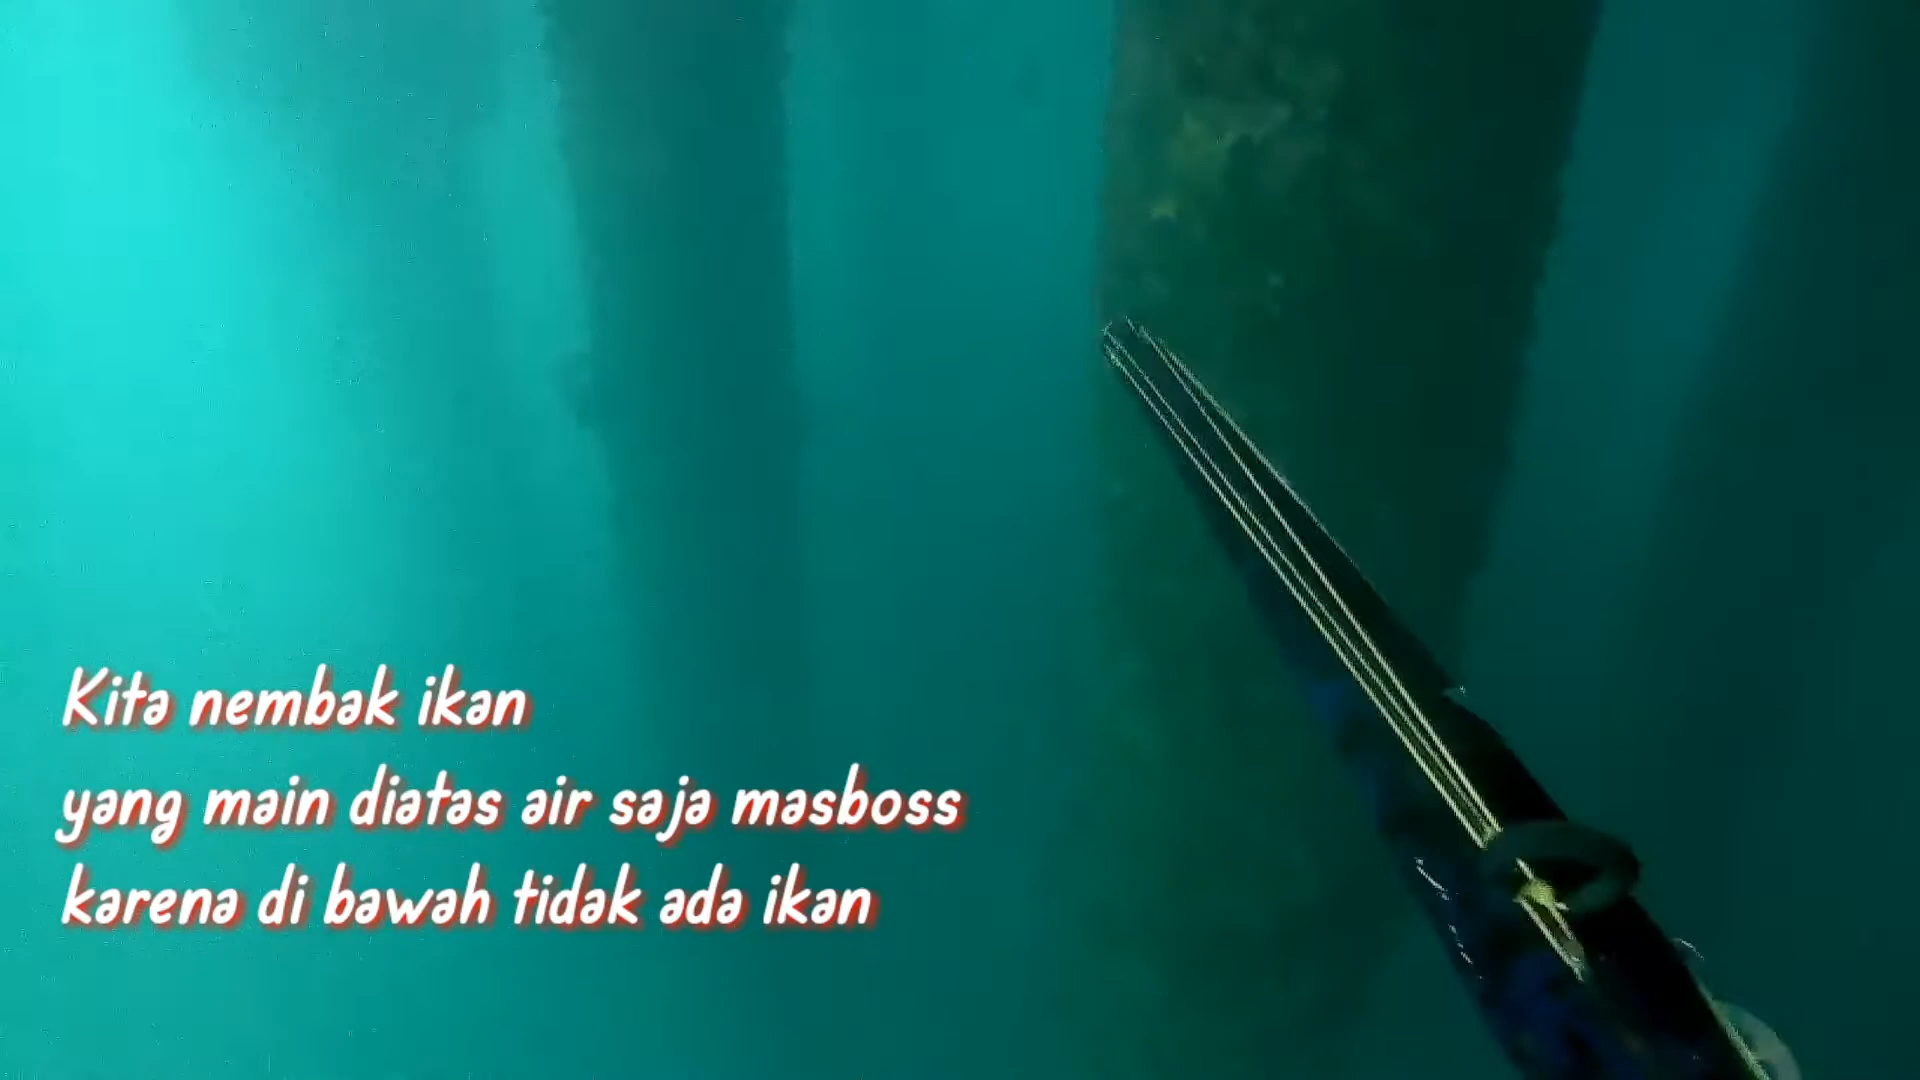 Kita nembak ikan
yang main diatas air saja masboss
karena di bawah tidak ada ikan